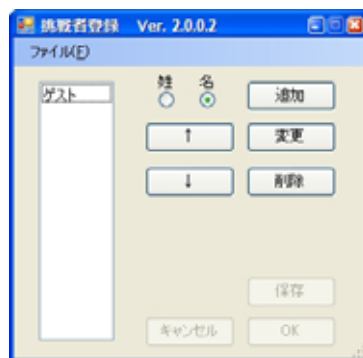 挑戦者登録 Ver. 2.0.0.2
ファイル(F)
ゲスト
姓 名
追加
↑
変更
↓
削除
保存
キャンセル
OK